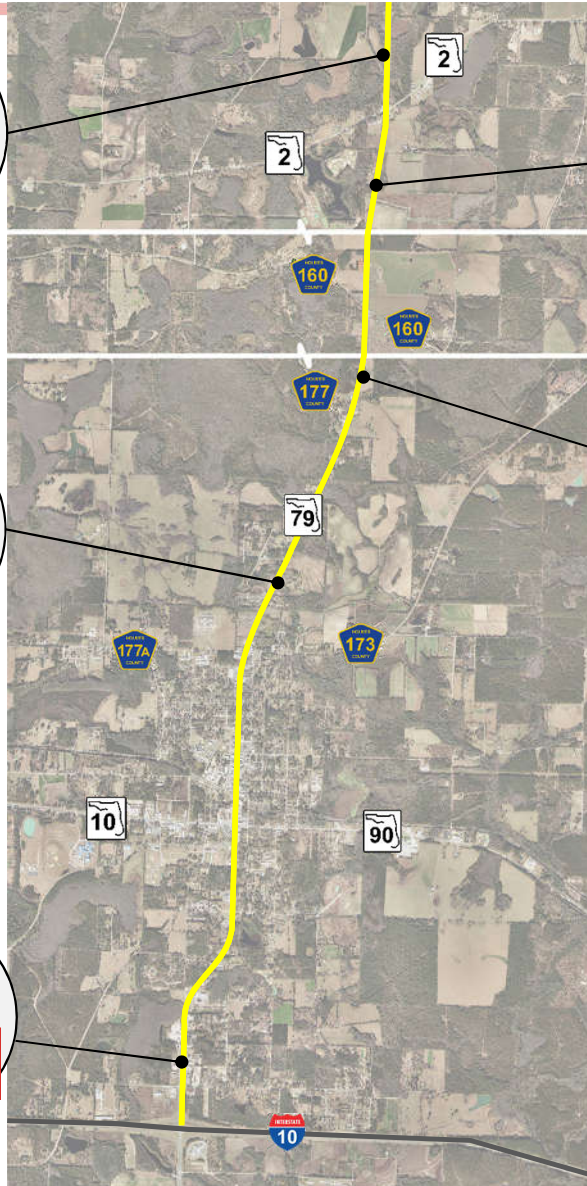 2
2
HOLMES
160
COUNTY
HOLMES
160
COUNTY
HOLMES
177
COUNTY
79
HOLMES
177A
COUNTY
HOLMES
173
COUNTY
10
90
INTERSTATE
10